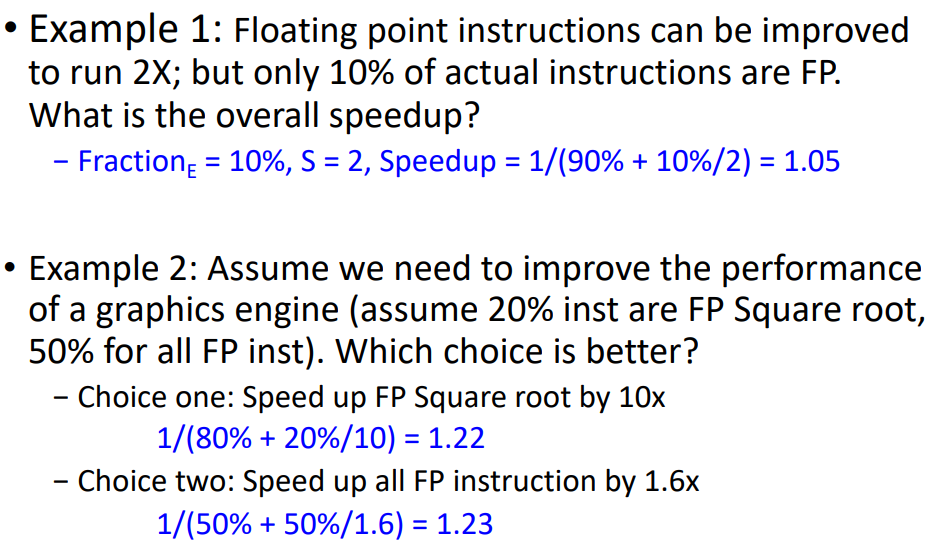 • Example 1: Floating point instructions can be improved
to run 2X; but only 10% of actual instructions are FP.
What is the overall speedup?
– Fraction_E = 10%, S = 2, Speedup = 1/(90% + 10%/2) = 1.05
• Example 2: Assume we need to improve the performance
of a graphics engine (assume 20% inst are FP Square root,
50% for all FP inst). Which choice is better?
– Choice one: Speed up FP Square root by 10x
1/(80% + 20%/10) = 1.22
– Choice two: Speed up all FP instruction by 1.6x
1/(50% + 50%/1.6) = 1.23